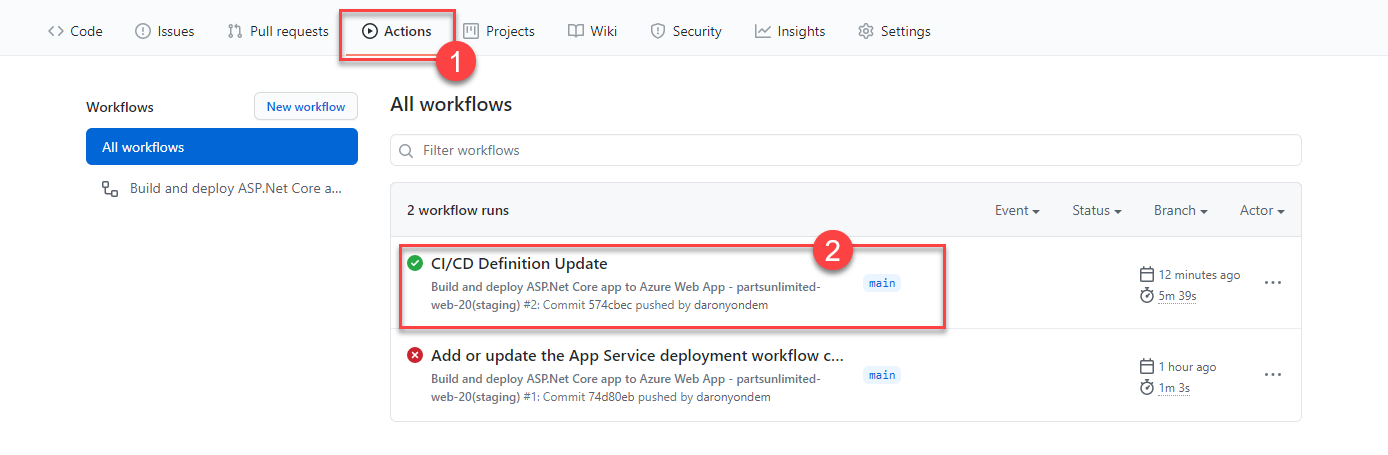 Code Issues Pull requests Actions Projects Wiki Security Insights Settings
1
Workflows New workflow All workflows
All workflows
Filter workflows
Build and deploy ASP.Net Core a...
2 workflow runs Event Status Branch Actor
2
CI/CD Definition Update
Build and deploy ASP.Net Core app to Azure Web App - partsunlimited-
web-20(staging) #2: Commit 574cbec pushed by daronyondem
main
12 minutes ago
5m 39s
Add or update the App Service deployment workflow c...
Build and deploy ASP.Net Core app to Azure Web App - partsunlimited-
web-20(staging) #1: Commit 74d80eb pushed by daronyondem
main
1 hour ago
1m 3s